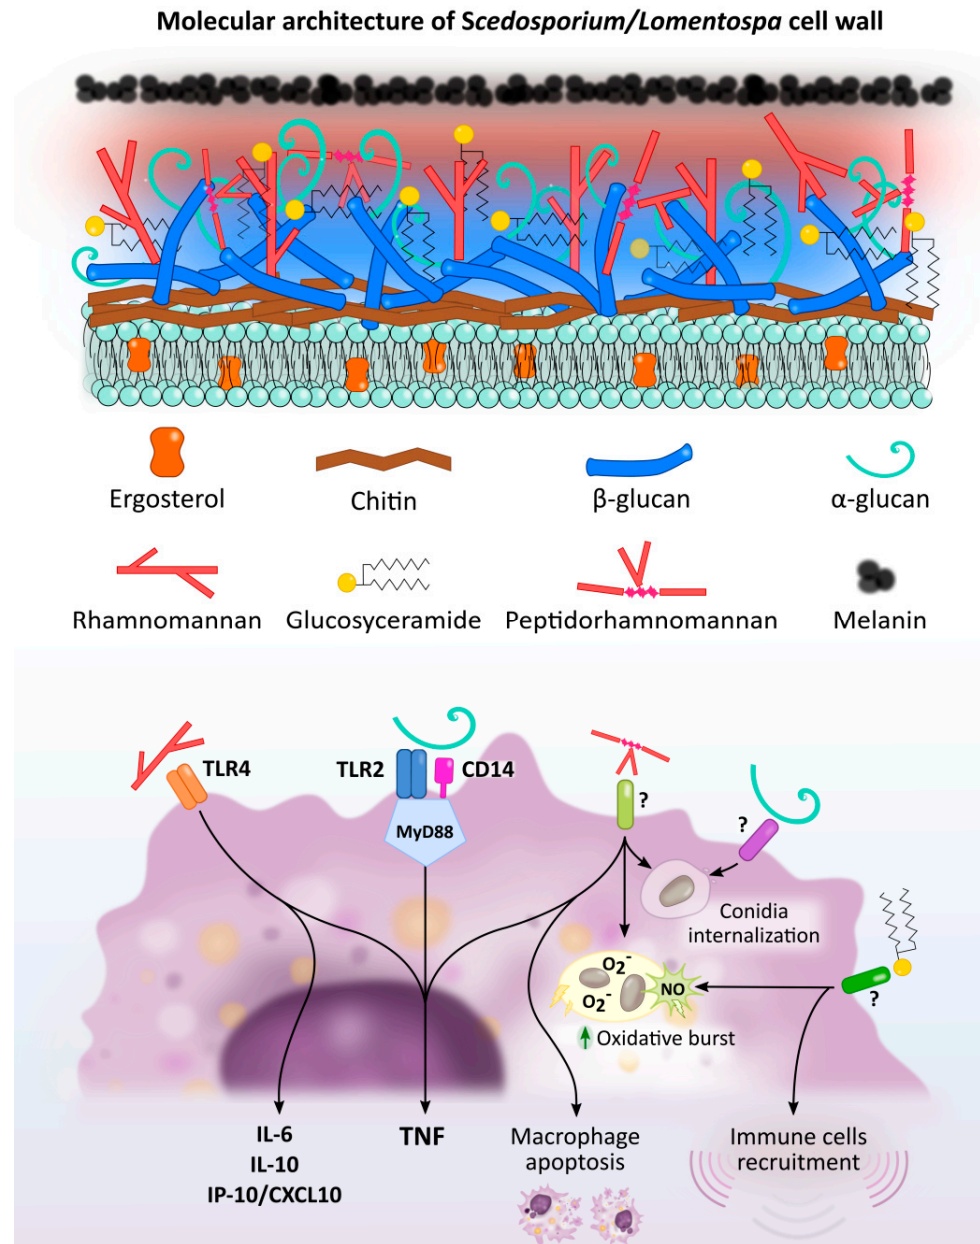 Molecular architecture of Scedosporium/Lomentospa cell wall
Ergosterol
Chitin
β-glucan
α-glucan
Rhamnomannan
Glucosyceramide
Peptidorhamnomannan
Melanin
TLR4
TLR2
CD14
MyD88
?
?
Conidia
internalization
O₂⁻
O₂⁻
NO
?
Oxidative burst
IL-6
IL-10
IP-10/CXCL10
TNF
Macrophage
apoptosis
Immune cells
recruitment